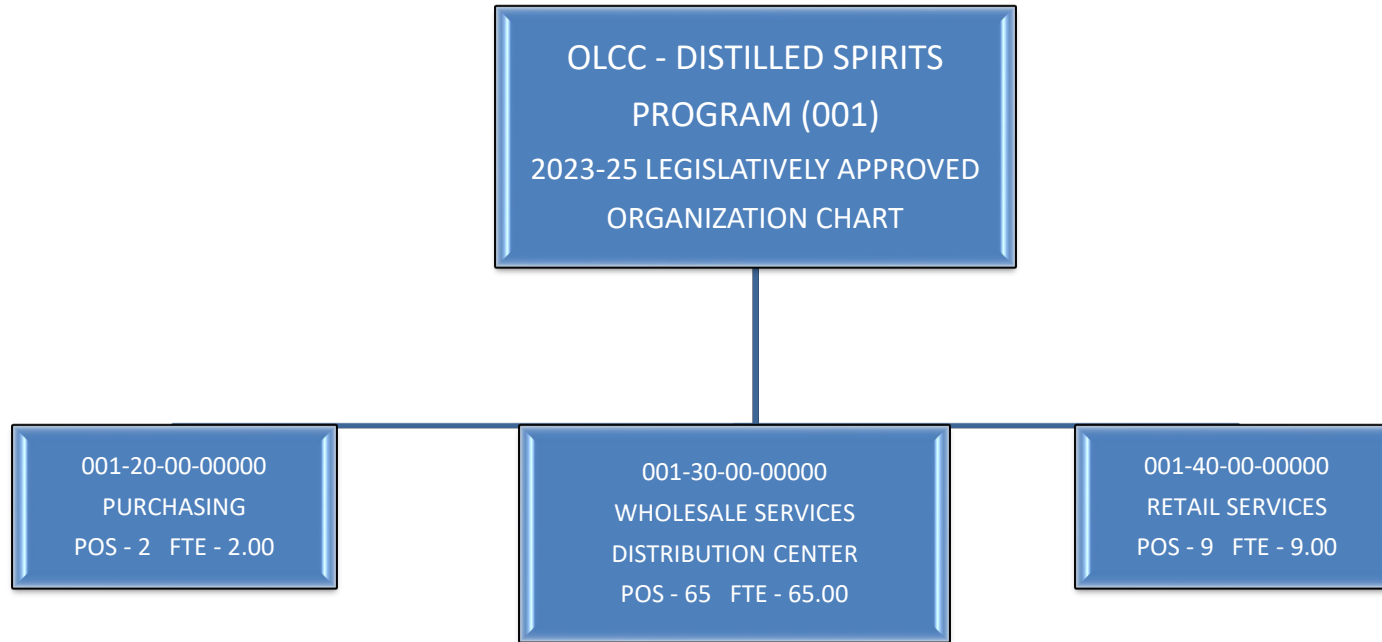 OLCC - DISTILLED SPIRITS
PROGRAM (001)
2023-25 LEGISLATIVELY APPROVED
ORGANIZATION CHART
001-20-00-00000
PURCHASING
POS - 2 FTE - 2.00
001-30-00-00000
WHOLESALE SERVICES
DISTRIBUTION CENTER
POS - 65 FTE - 65.00
001-40-00-00000
RETAIL SERVICES
POS - 9 FTE - 9.00